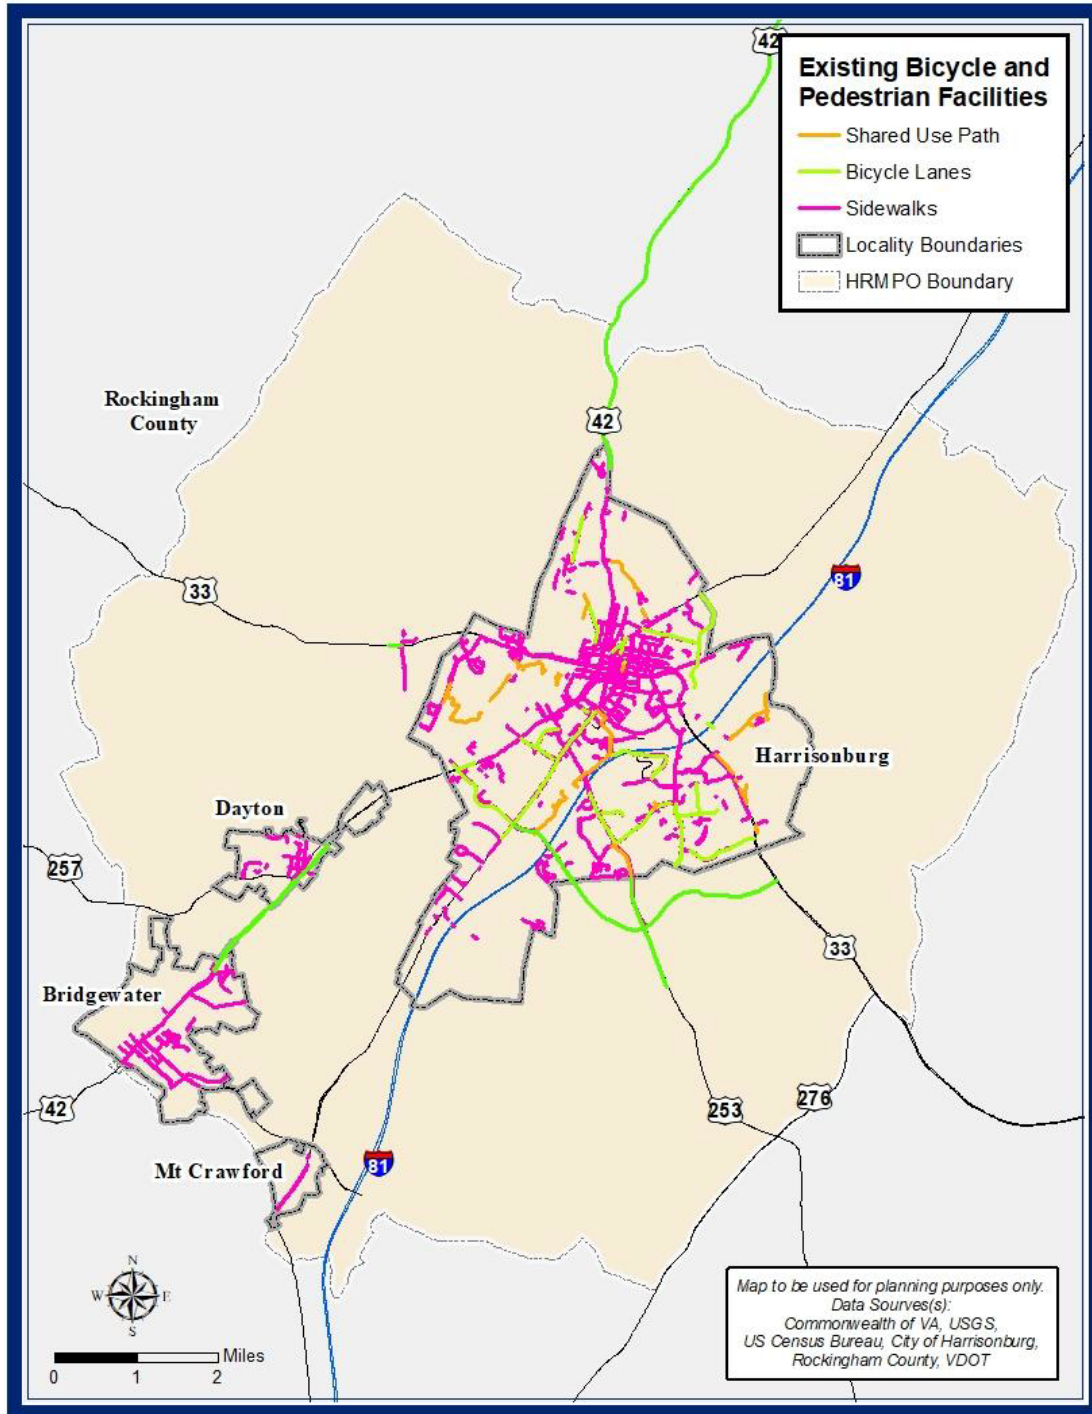 42
Existing Bicycle and
Pedestrian Facilities
Shared Use Path
Bicycle Lanes
Sidewalks
Locality Boundaries
HRMPO Boundary
Rockingham
County
42
33
81
Harrisonburg
Dayton
257
33
Bridgewater
42
253
276
Mt Crawford
81
N
W
E
S
Miles
0
1
2
Map to be used for planning purposes only.
Data Sourves(s):
Commonwealth of VA, USGS,
US Census Bureau, City of Harrisonburg,
Rockingham County, VDOT